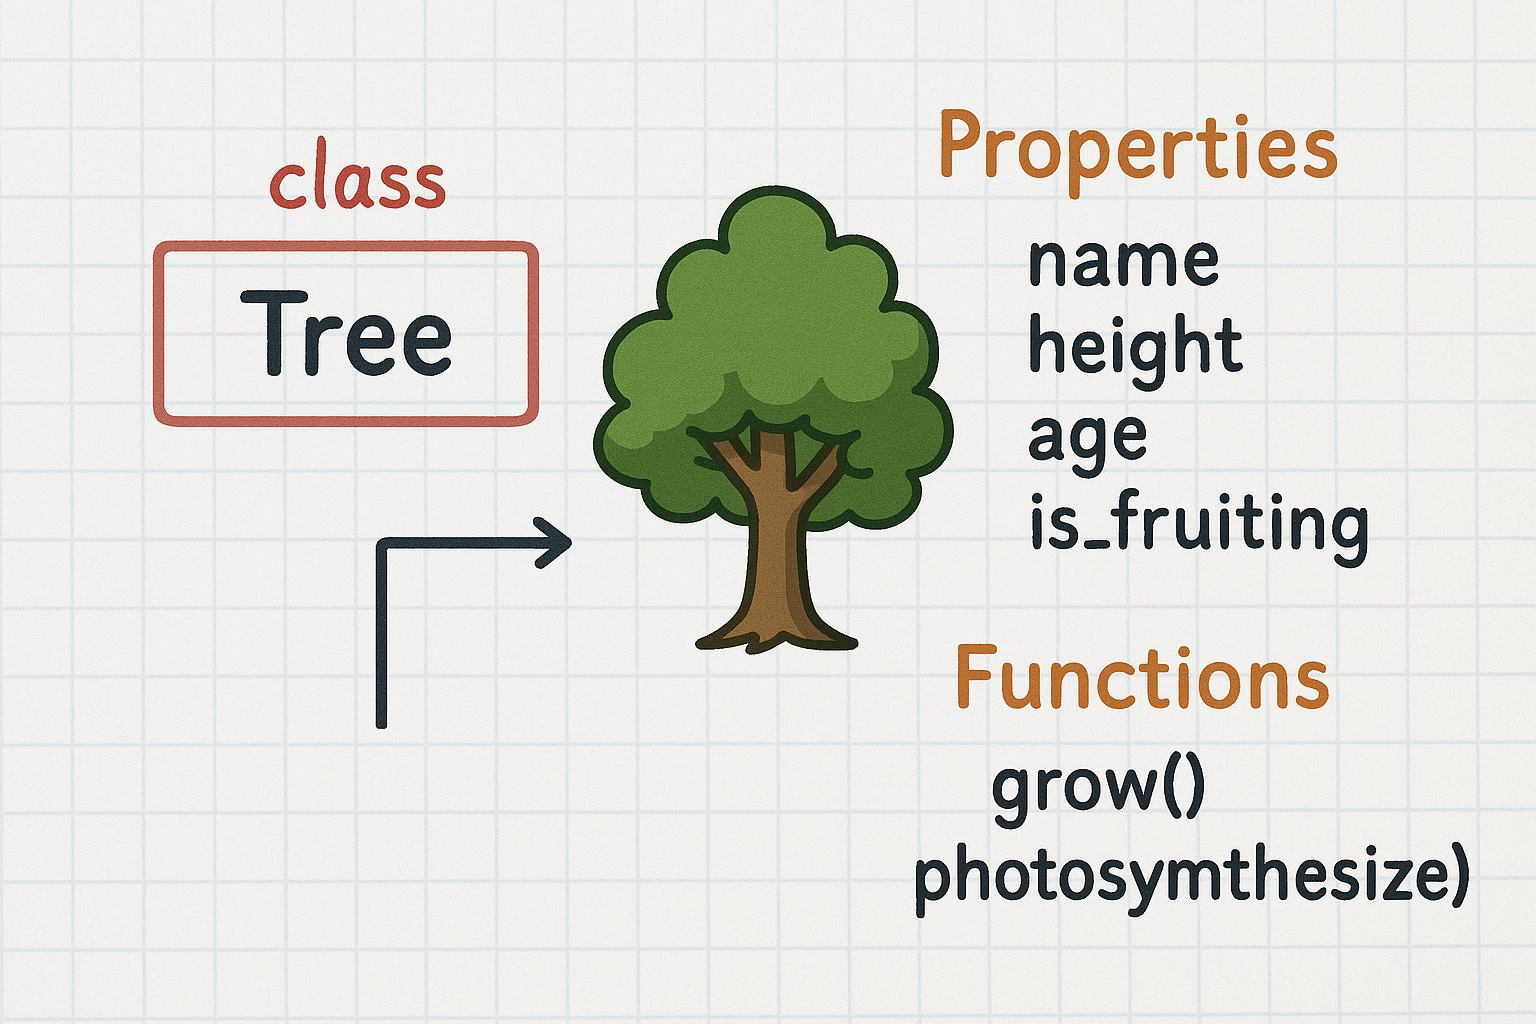 class
Tree
Properties
name
height
age
is_fruiting
Functions
grow()
photosymthesize)